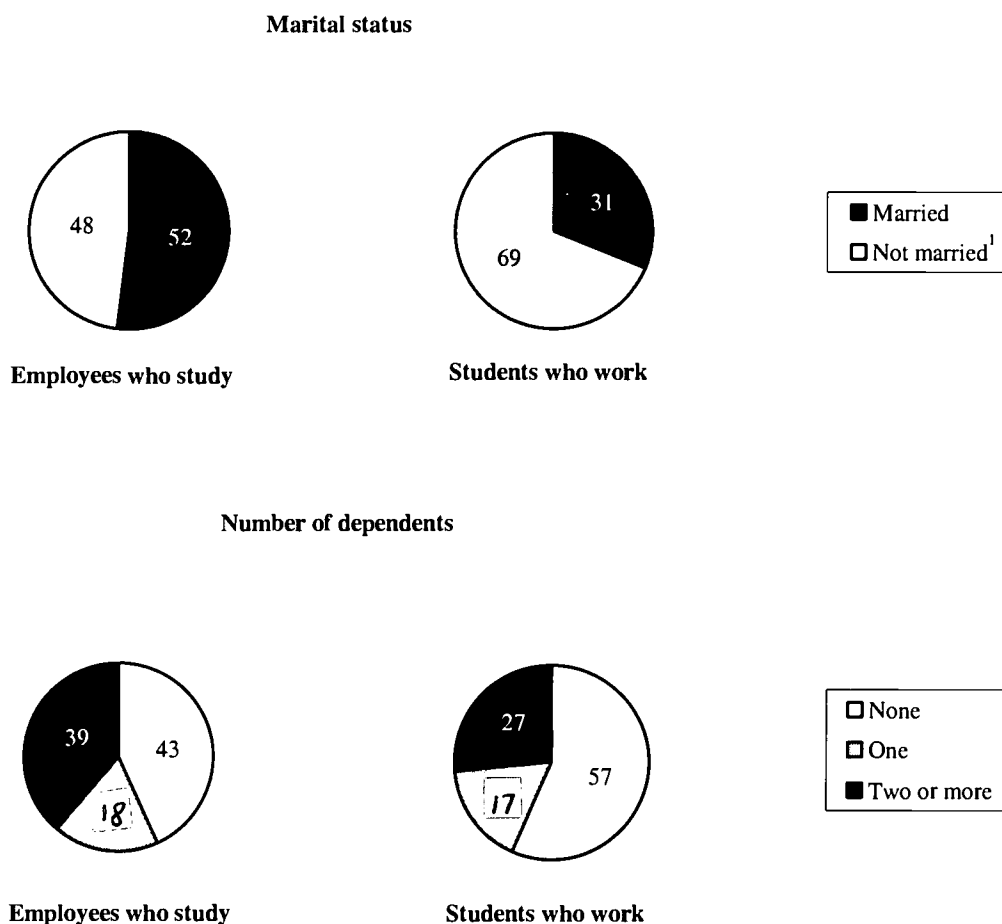 Marital status
48
52
31
69
Married
Not married¹
Employees who study
Students who work
Number of dependents
39
43
18
27
57
17
None
One
Two or more
Employees who study
Students who work